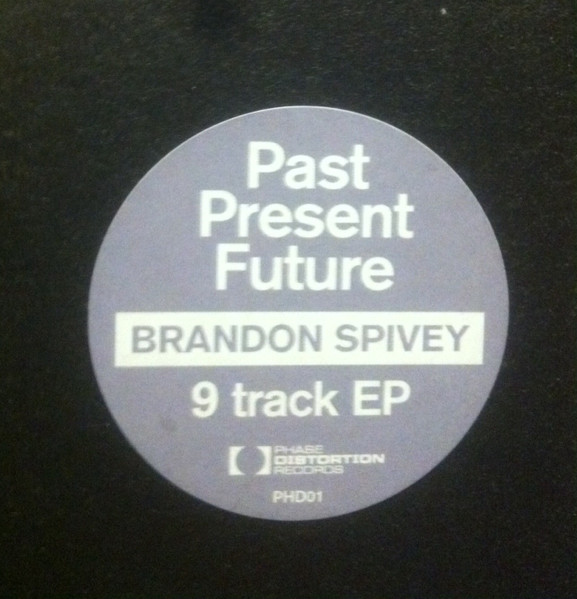 Past
Present
Future
BRANDON SPIVEY
9 track EP
PHASE
DISTORTION
RECORDS
PHD01